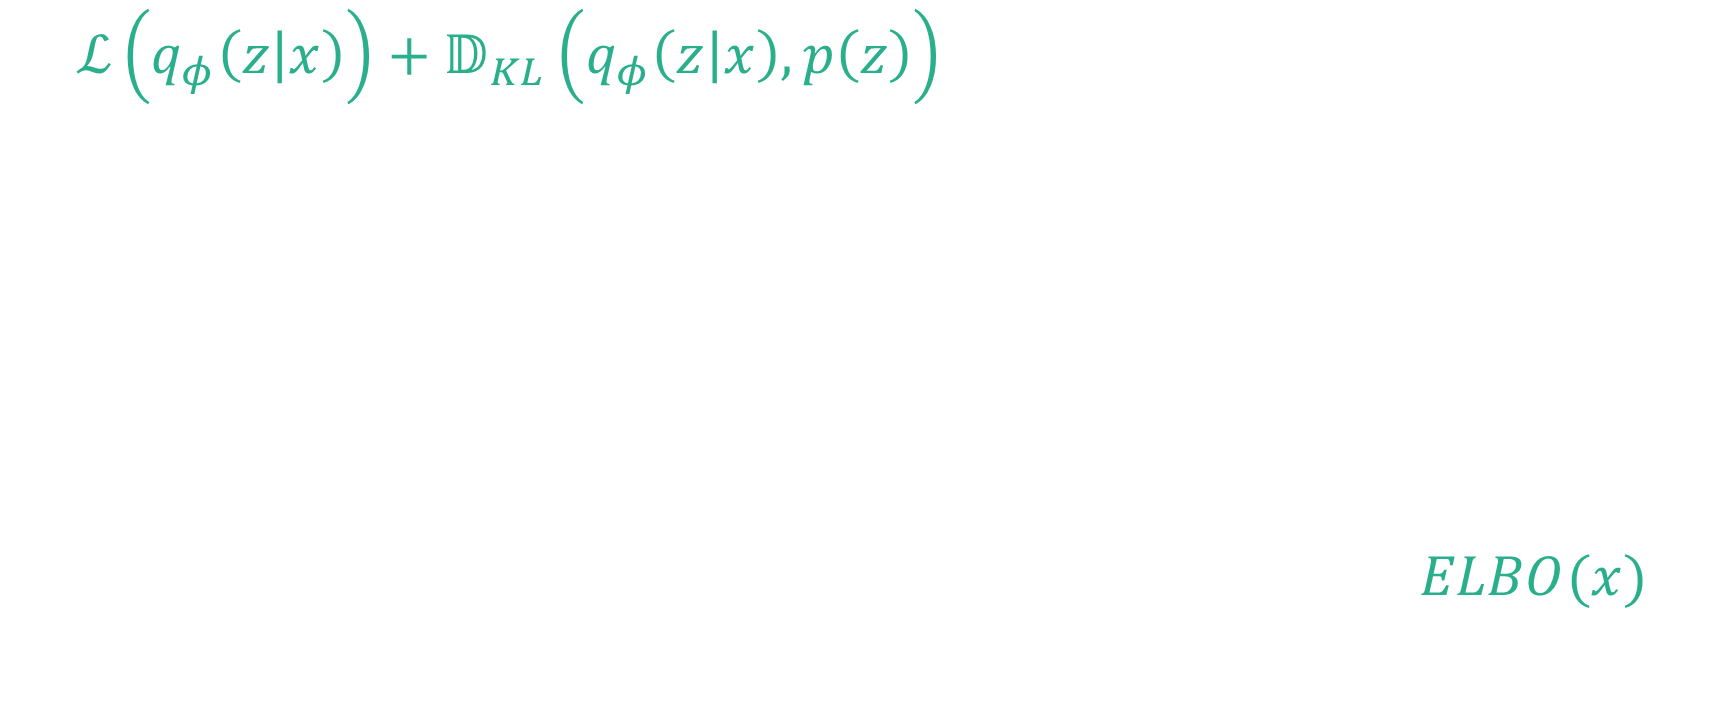 ℒ(q_ϕ(z|x)) + 𝔻_KL(q_ϕ(z|x), p(z))
ELBO(x)